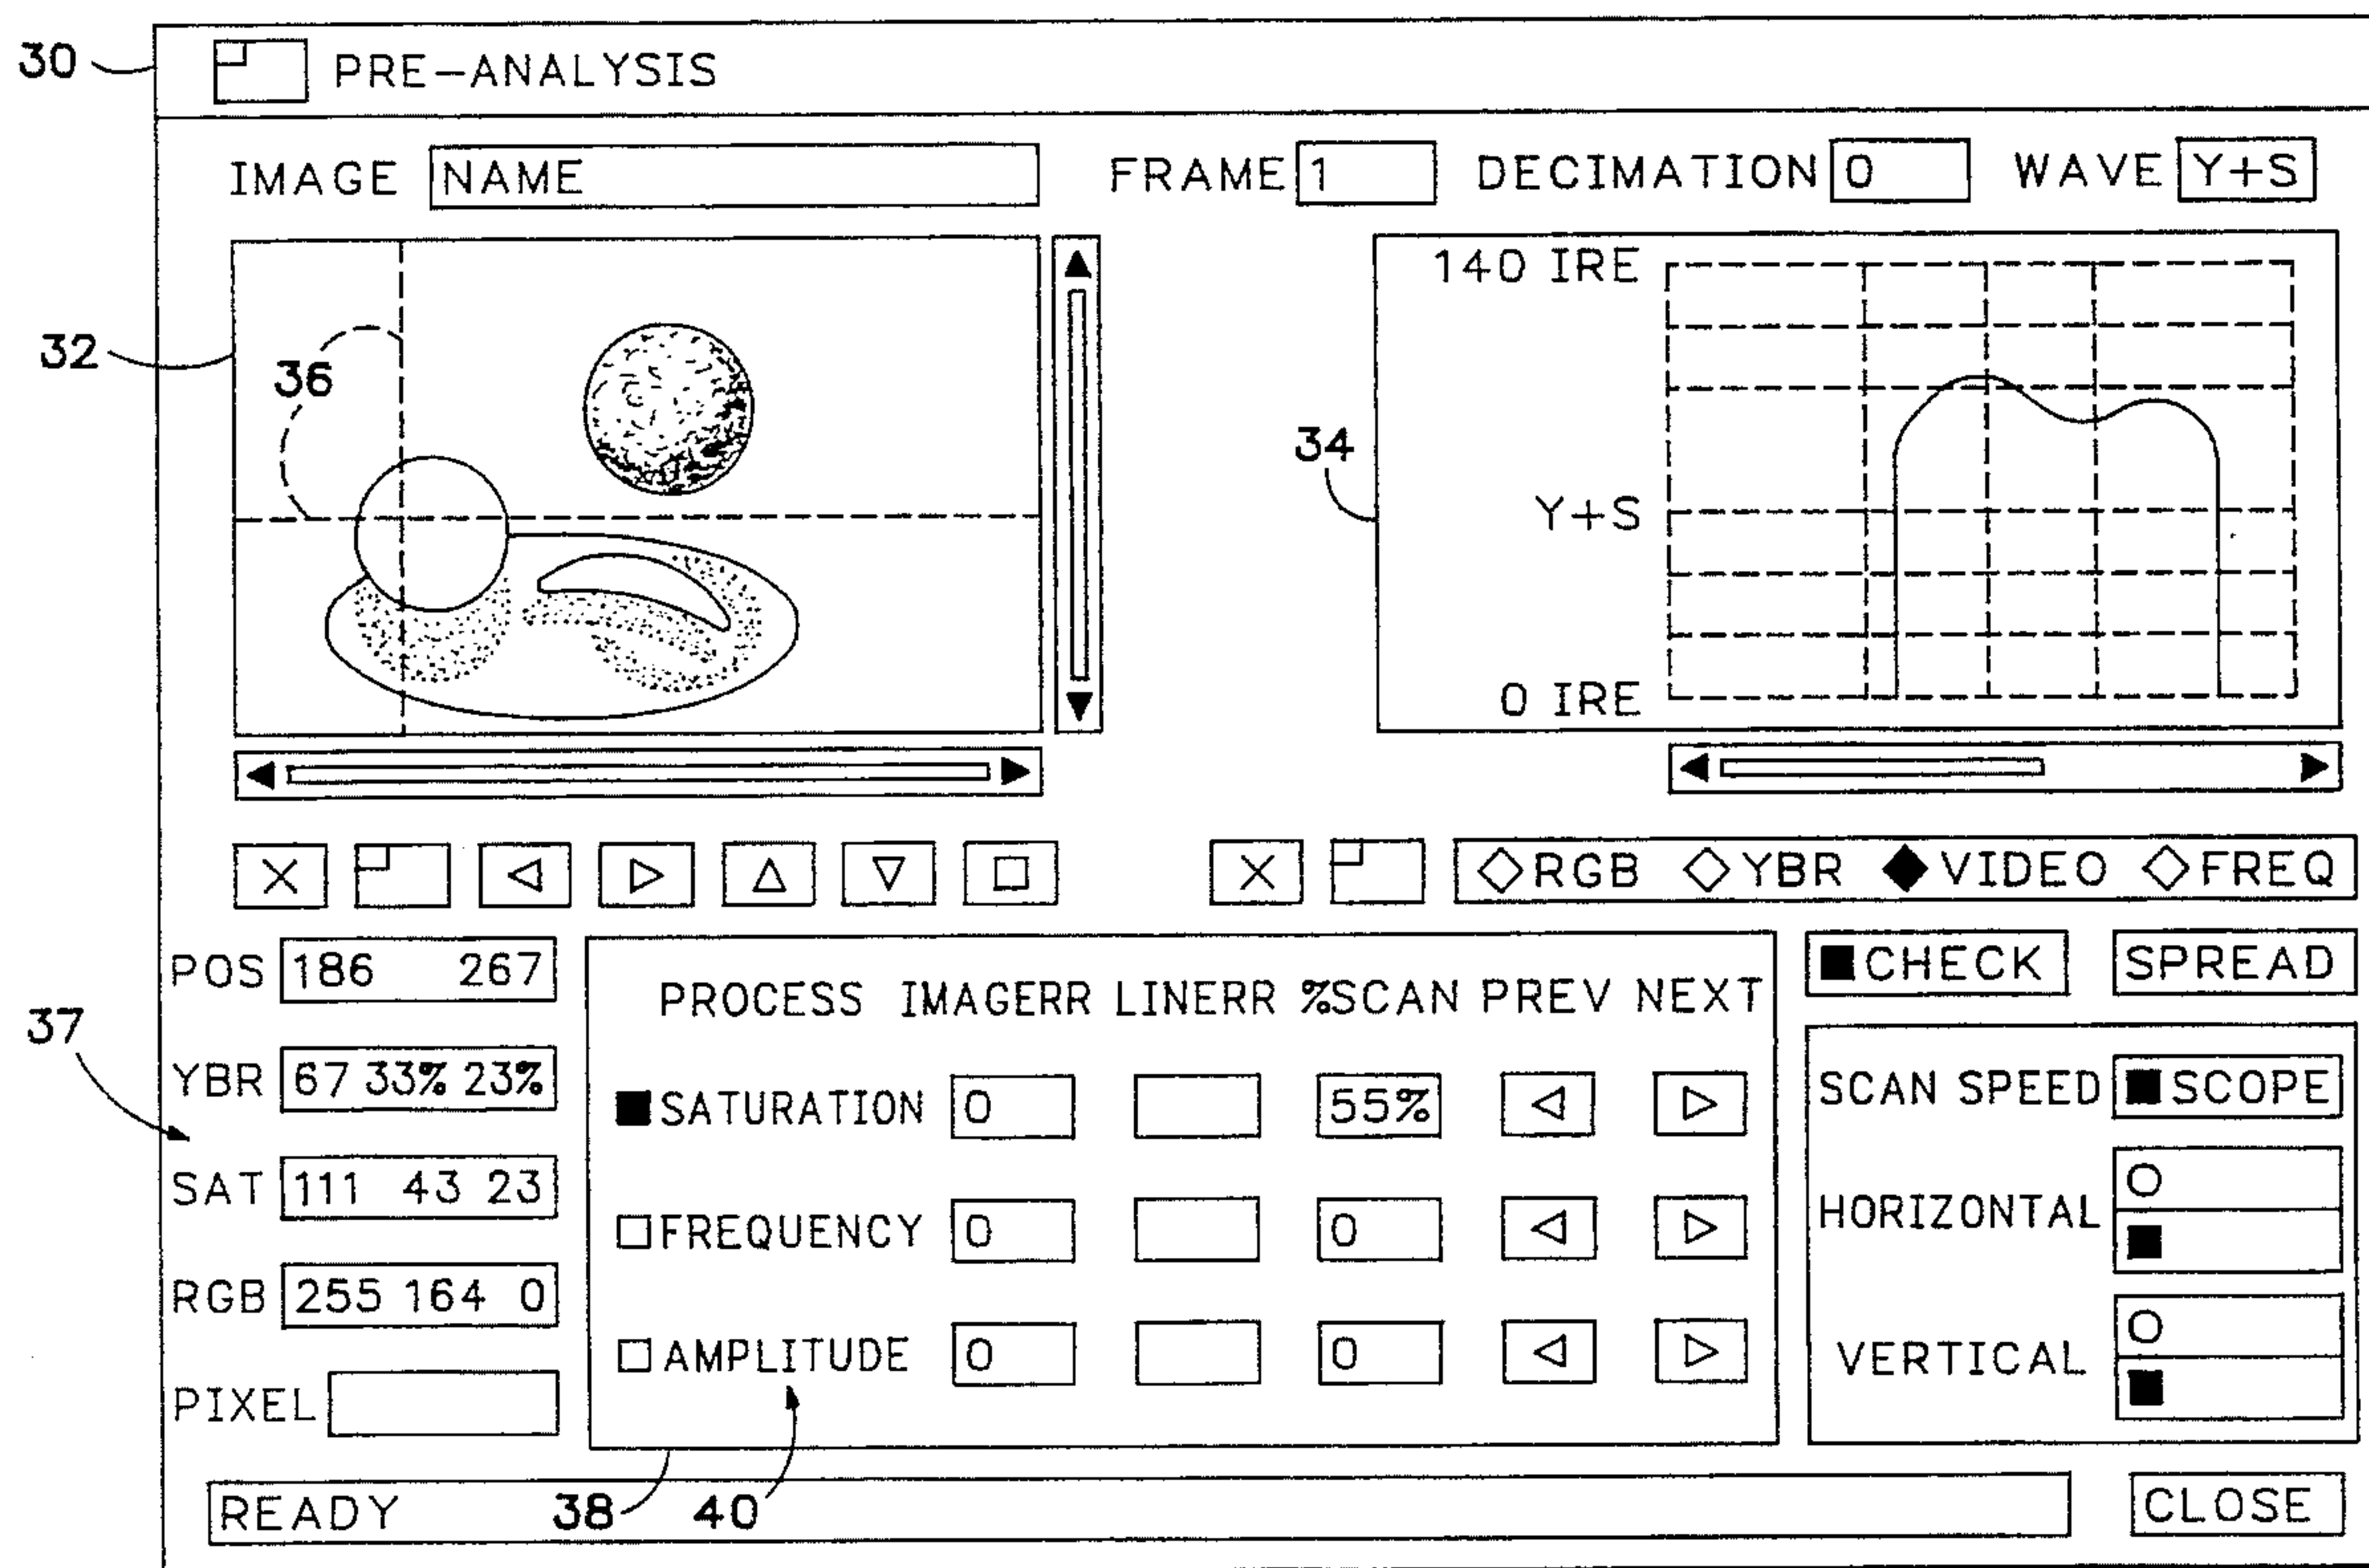 30 PRE-ANALYSIS
IMAGE NAME FRAME 1 DECIMATION 0 WAVE Y+S
140 IRE
32
36
34
Y+S
0 IRE
RGB YBR VIDEO FREQ
POS 186 267
CHECK SPREAD
PROCESS IMAGERR LINERR %SCAN PREV NEXT
37
YBR 67 33% 23%
SATURATION 0 55%
SCAN SPEED SCOPE
SAT 111 43 23
FREQUENCY 0 0
HORIZONTAL
RGB 255 164 0
AMPLITUDE 0 0
VERTICAL
PIXEL
READY 38 40 CLOSE